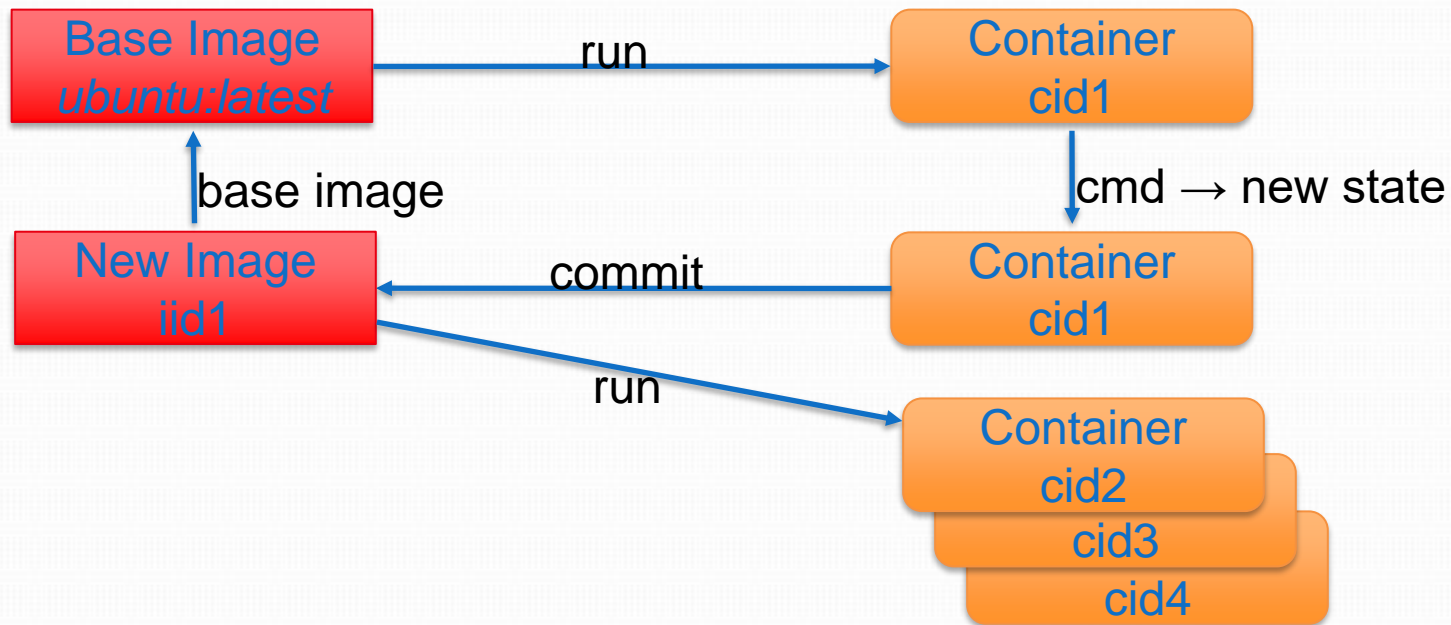 Base Image
ubuntu:latest
run
Container
cid1
base image
cmd → new state
New Image
iid1
commit
Container
cid1
run
Container
cid2
cid3
cid4